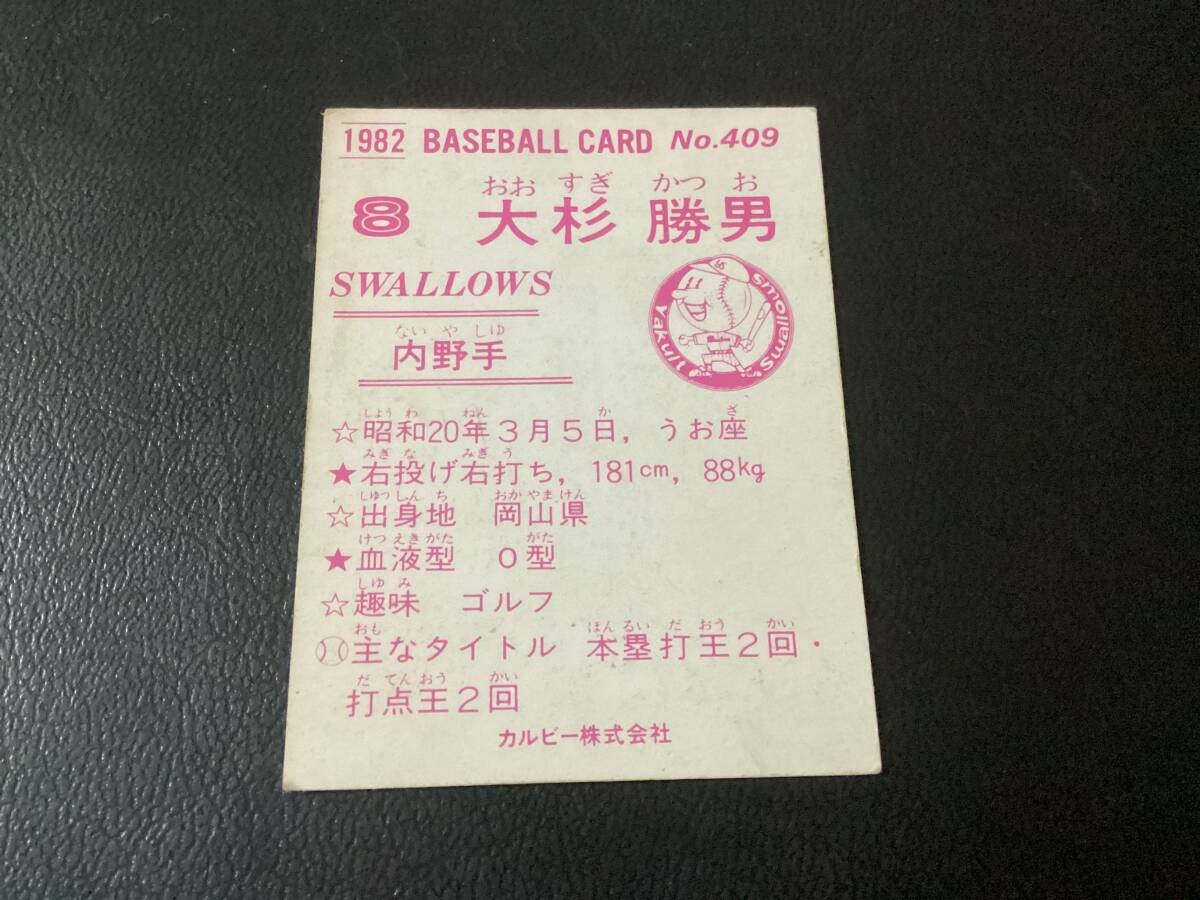 1982 BASEBALL CARD No.409
おお すぎ かつ お
8 大杉 勝男
SWALLOWS
Yakult Swallows
ない や しゆ
内野手
しよう わ ねん か ざ
☆昭和20年3月5日, うお座
みぎ な みぎ う
★右投げ右打ち, 181cm, 88kg
しゆつ しん ち おか やま けん
☆出身地 岡山県
けつ えき がた がた
★血液型 O型
しゆ み
☆趣味 ゴルフ
おも ほん るい だ おう かい
主なタイトル 本塁打王2回・
だ てん おう かい
打点王2回
カルビー株式会社